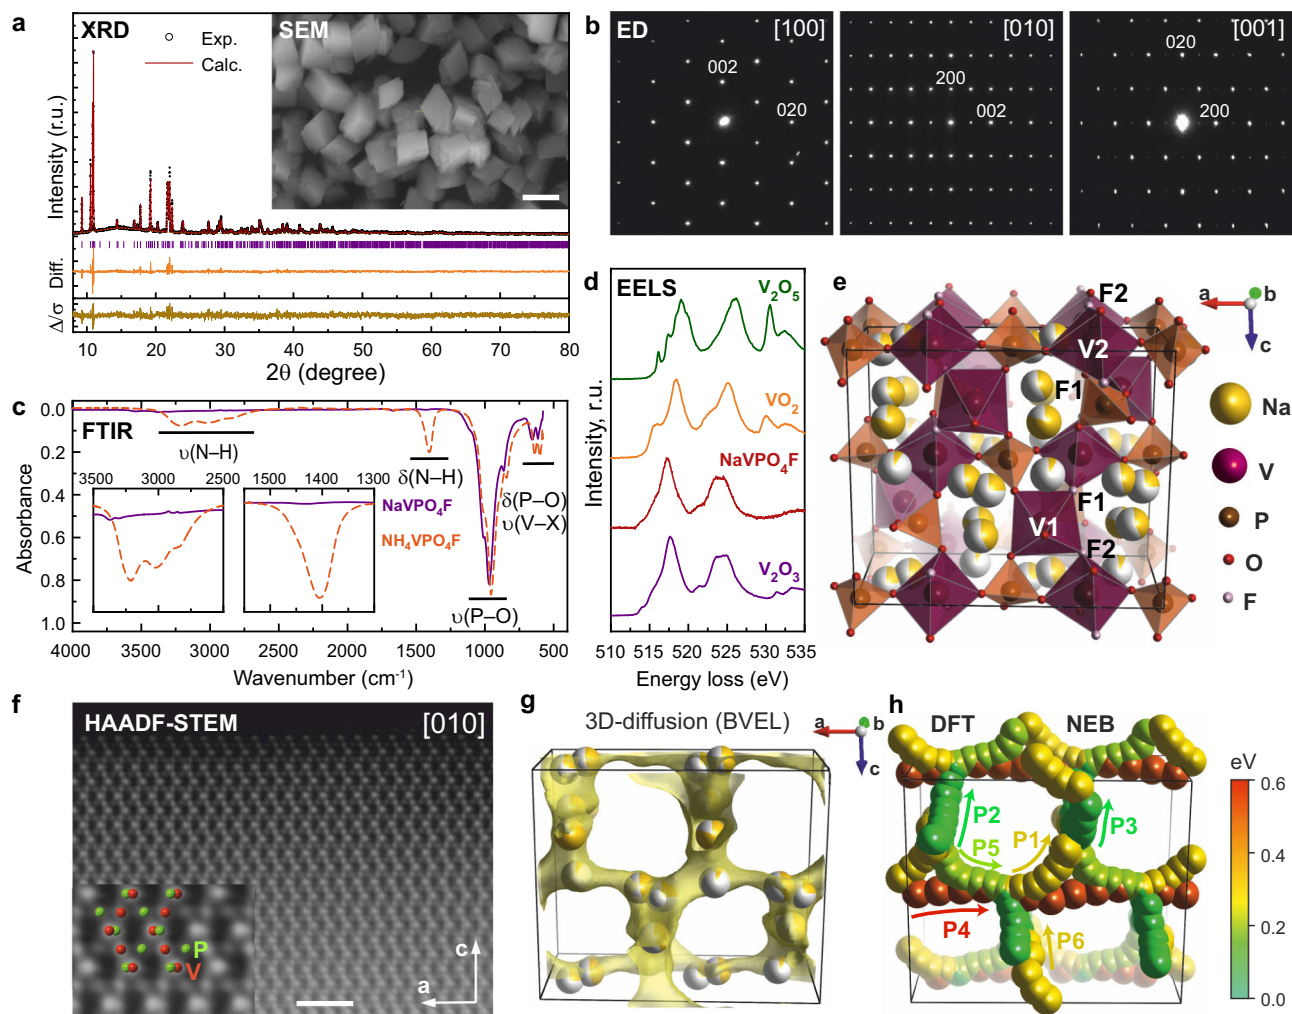 a
XRD
Exp.
Calc.
SEM
Intensity (r.u.)
Diff.
Δ/σ
10 20 30 40 50 60 70 80
2θ (degree)
b
ED
[100]
002
020
[010]
200
002
[001]
020
200
c
FTIR
0.0
0.2
0.4
0.6
0.8
1.0
Absorbance
υ(N–H)
δ(N–H)
3500 3000 2500
1500 1400 1300
NaVPO₄F
NH₄VPO₄F
δ(P–O)
υ(V–X)
υ(P–O)
4000 3500 3000 2500 2000 1500 1000 500
Wavenumber (cm⁻¹)
d
EELS
V₂O₅
VO₂
NaVPO₄F
V₂O₃
Intensity, r.u.
510 515 520 525 530 535
Energy loss (eV)
e
F2
V2
F1
F1
V1
F2
a
b
c
Na
V
P
O
F
f
HAADF-STEM
[010]
P
V
c
a
g
3D-diffusion (BVEL)
a
b
c
h
DFT
NEB
P2
P5
P1
P3
P4
P6
eV
0.6
0.4
0.2
0.0